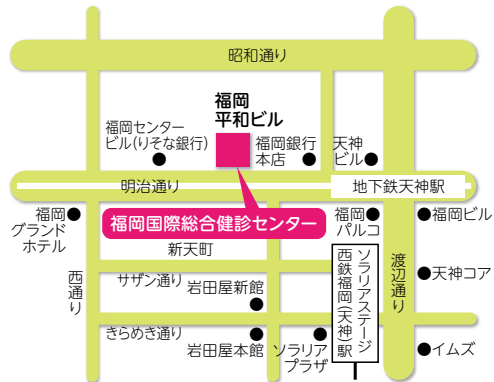 昭和通り
福岡
平和ビル
福岡センター
ビル(りそな銀行)
福岡銀行
本店
天神
ビル
明治通り
地下鉄天神駅
福岡
グランド
ホテル
福岡国際総合健診センター
福岡
パルコ
福岡ビル
新天町
西通り
サザン通り
岩田屋新館
ソラリアステージ
西鉄福岡(天神)駅
渡辺通り
天神コア
きらめき通り
岩田屋本館
ソラリア
プラザ
イムズ